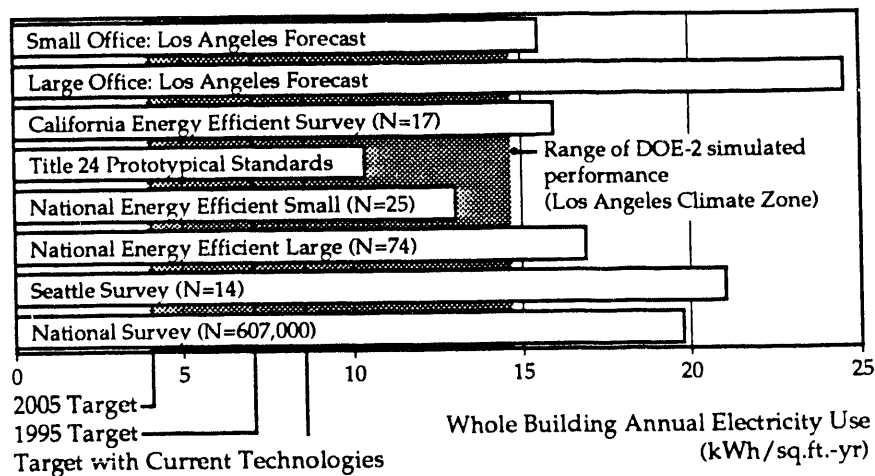 Small Office: Los Angeles Forecast
Large Office: Los Angeles Forecast
California Energy Efficient Survey (N=17)
Title 24 Prototypical Standards
National Energy Efficient Small (N=25)
National Energy Efficient Large (N=74)
Seattle Survey (N=14)
National Survey (N=607,000)
Range of DOE-2 simulated
performance
(Los Angeles Climate Zone)
0 5 10 15 20 25
2005 Target
1995 Target
Target with Current Technologies
Whole Building Annual Electricity Use
(kWh/sq.ft.-yr)